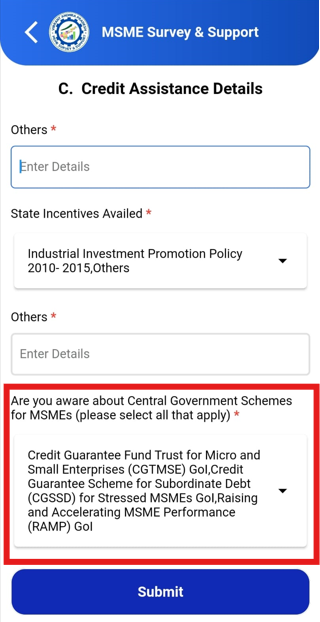 MSME Survey & Support
C. Credit Assistance Details
Others *
Enter Details
State Incentives Availed *
Industrial Investment Promotion Policy
2010- 2015,Others
Others *
Enter Details
Are you aware about Central Government Schemes
for MSMEs (please select all that apply) *
Credit Guarantee Fund Trust for Micro and
Small Enterprises (CGTMSE) GoI,Credit
Guarantee Scheme for Subordinate Debt
(CGSSD) for Stressed MSMEs GoI,Raising
and Accelerating MSME Performance
(RAMP) GoI
Submit